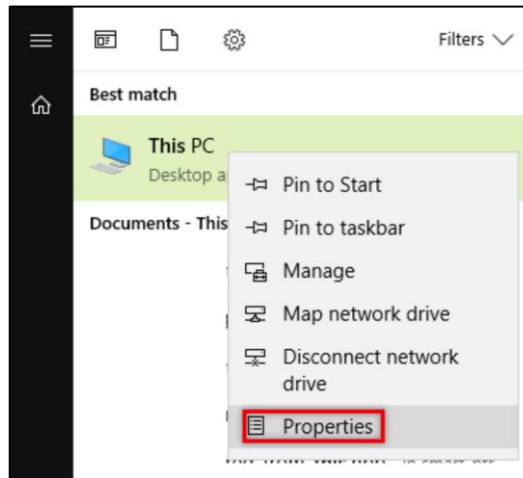 Filters
Best match
This PC
Desktop a
Pin to Start
Documents - This
Pin to taskbar
Manage
Map network drive
Disconnect network
drive
Properties